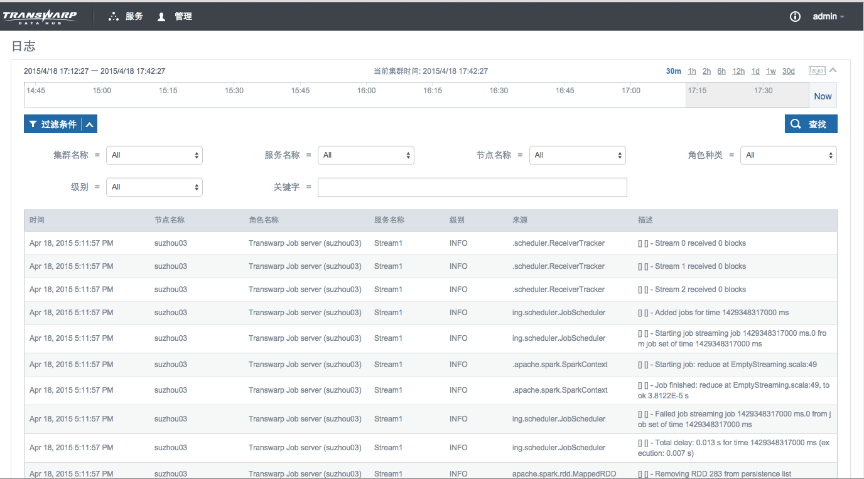 TRANSWARP
DATA HUB
服务
管理
admin
日志
2015/4/18 17:12:27 — 2015/4/18 17:42:27
当前集群时间: 2015/4/18 17:42:27
30m 1h 2h 6h 12h 1d 1w 30d
14:45 15:00 15:15 15:30 15:45 16:00 16:15 16:30 16:45 17:00 17:15 17:30
Now
过滤条件
查找
集群名称 = All 服务名称 = All 节点名称 = All 角色种类 = All
级别 = All 关键字 =
时间 节点名称 角色名称 服务名称 级别 来源 描述
Apr 18, 2015 5:11:57 PM suzhou03 Transwarp Job server (suzhou03) Stream1 INFO .scheduler.ReceiverTracker [] [] - Stream 0 received 0 blocks
Apr 18, 2015 5:11:57 PM suzhou03 Transwarp Job server (suzhou03) Stream1 INFO .scheduler.ReceiverTracker [] [] - Stream 1 received 0 blocks
Apr 18, 2015 5:11:57 PM suzhou03 Transwarp Job server (suzhou03) Stream1 INFO .scheduler.ReceiverTracker [] [] - Stream 2 received 0 blocks
Apr 18, 2015 5:11:57 PM suzhou03 Transwarp Job server (suzhou03) Stream1 INFO ing.scheduler.JobScheduler [] [] - Added jobs for time 1429348317000 ms
Apr 18, 2015 5:11:57 PM suzhou03 Transwarp Job server (suzhou03) Stream1 INFO ing.scheduler.JobScheduler [] [] - Starting job streaming job 1429348317000 ms.0 fro
m job set of time 1429348317000 ms
Apr 18, 2015 5:11:57 PM suzhou03 Transwarp Job server (suzhou03) Stream1 INFO .apache.spark.SparkContext [] [] - Starting job: reduce at EmptyStreaming.scala:49
Apr 18, 2015 5:11:57 PM suzhou03 Transwarp Job server (suzhou03) Stream1 INFO .apache.spark.SparkContext [] [] - Job finished: reduce at EmptyStreaming.scala:49, to
ok 3.8122E-5 s
Apr 18, 2015 5:11:57 PM suzhou03 Transwarp Job server (suzhou03) Stream1 INFO ing.scheduler.JobScheduler [] [] - Failed job streaming job 1429348317000 ms.0 from j
ob set of time 1429348317000 ms
Apr 18, 2015 5:11:57 PM suzhou03 Transwarp Job server (suzhou03) Stream1 INFO ing.scheduler.JobScheduler [] [] - Total delay: 0.013 s for time 1429348317000 ms (ex
ecution: 0.007 s)
Apr 18, 2015 5:11:57 PM suzhou03 Transwarp Job server (suzhou03) Stream1 INFO apache.spark.rdd.MappedRDD [] [] - Removing RDD 283 from persistence list